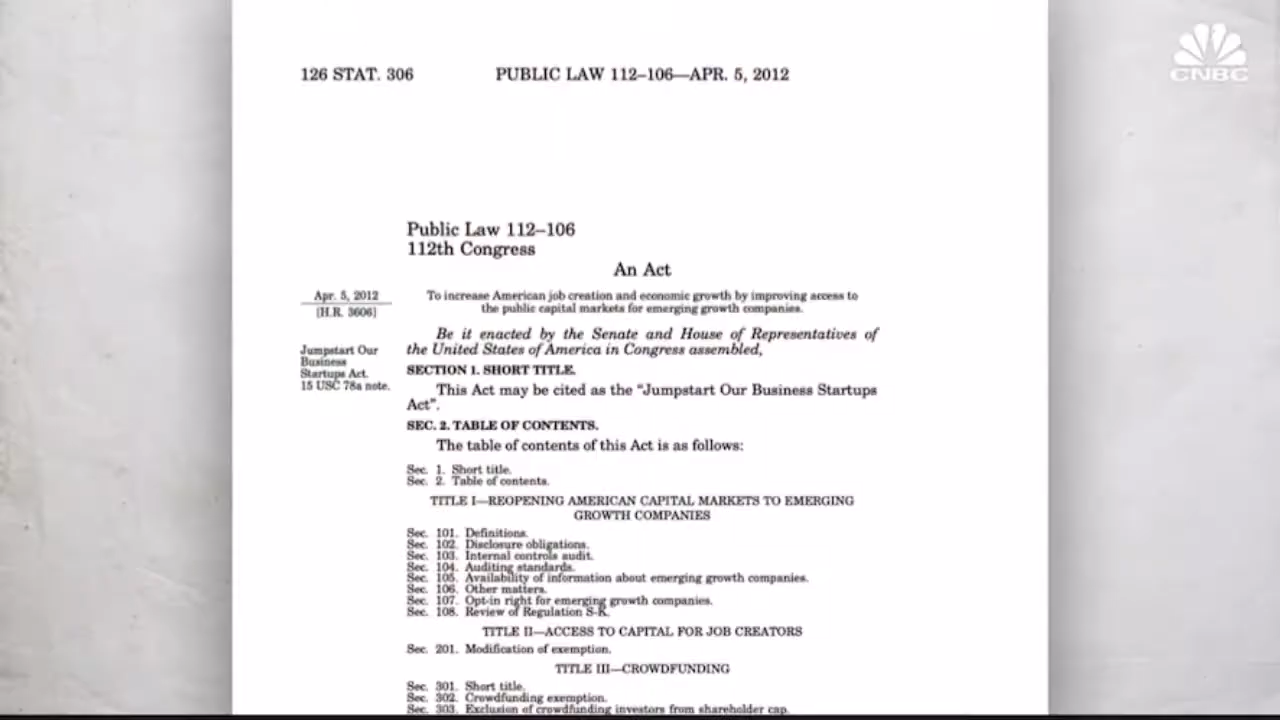 CNBC
126 STAT. 306 PUBLIC LAW 112–106—APR. 5, 2012
Public Law 112–106
112th Congress
An Act
Apr. 5, 2012
[H.R. 3606]
To increase American job creation and economic growth by improving access to
the public capital markets for emerging growth companies.
Be it enacted by the Senate and House of Representatives of
the United States of America in Congress assembled,
Jumpstart Our
Business
Startups Act.
15 USC 78a note.
SECTION 1. SHORT TITLE.
This Act may be cited as the “Jumpstart Our Business Startups
Act”.
SEC. 2. TABLE OF CONTENTS.
The table of contents of this Act is as follows:
Sec. 1. Short title.
Sec. 2. Table of contents.
TITLE I—REOPENING AMERICAN CAPITAL MARKETS TO EMERGING
GROWTH COMPANIES
Sec. 101. Definitions.
Sec. 102. Disclosure obligations.
Sec. 103. Internal controls audit.
Sec. 104. Auditing standards.
Sec. 105. Availability of information about emerging growth companies.
Sec. 106. Other matters.
Sec. 107. Opt-in right for emerging growth companies.
Sec. 108. Review of Regulation S-K.
TITLE II—ACCESS TO CAPITAL FOR JOB CREATORS
Sec. 201. Modification of exemption.
TITLE III—CROWDFUNDING
Sec. 301. Short title.
Sec. 302. Crowdfunding exemption.
Sec. 303. Exclusion of crowdfunding investors from shareholder cap.